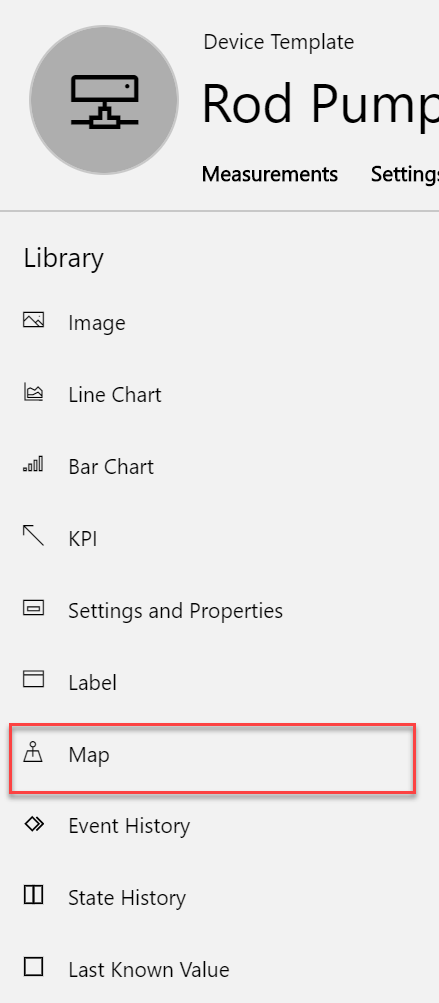 Device Template
Rod Pump
Measurements Settings
Library
Image
Line Chart
Bar Chart
KPI
Settings and Properties
Label
Map
Event History
State History
Last Known Value